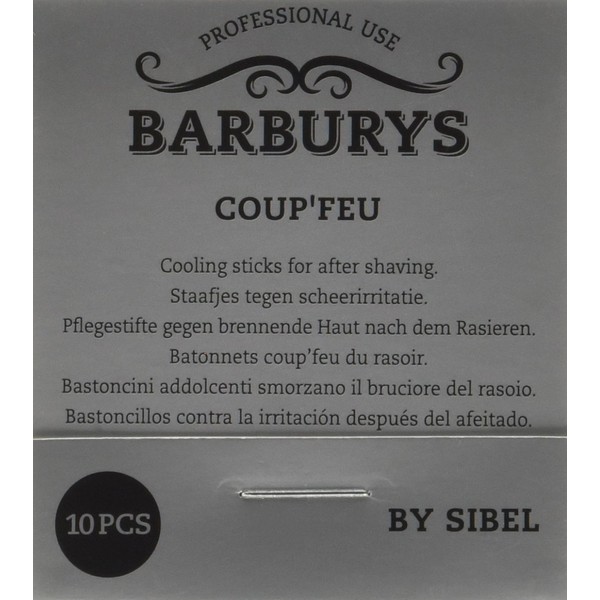 PROFESSIONAL USE
BARBURYS
COUP'FEU
Cooling sticks for after shaving.
Staafjes tegen scheerirritatie.
Pflegestifte gegen brennende Haut nach dem Rasieren.
Batonnets coup'feu du rasoir.
Bastoncini addolcenti smorzano il bruciore del rasoio.
Bastoncillos contra la irritación después del afeitado.
10 PCS
BY SIBEL